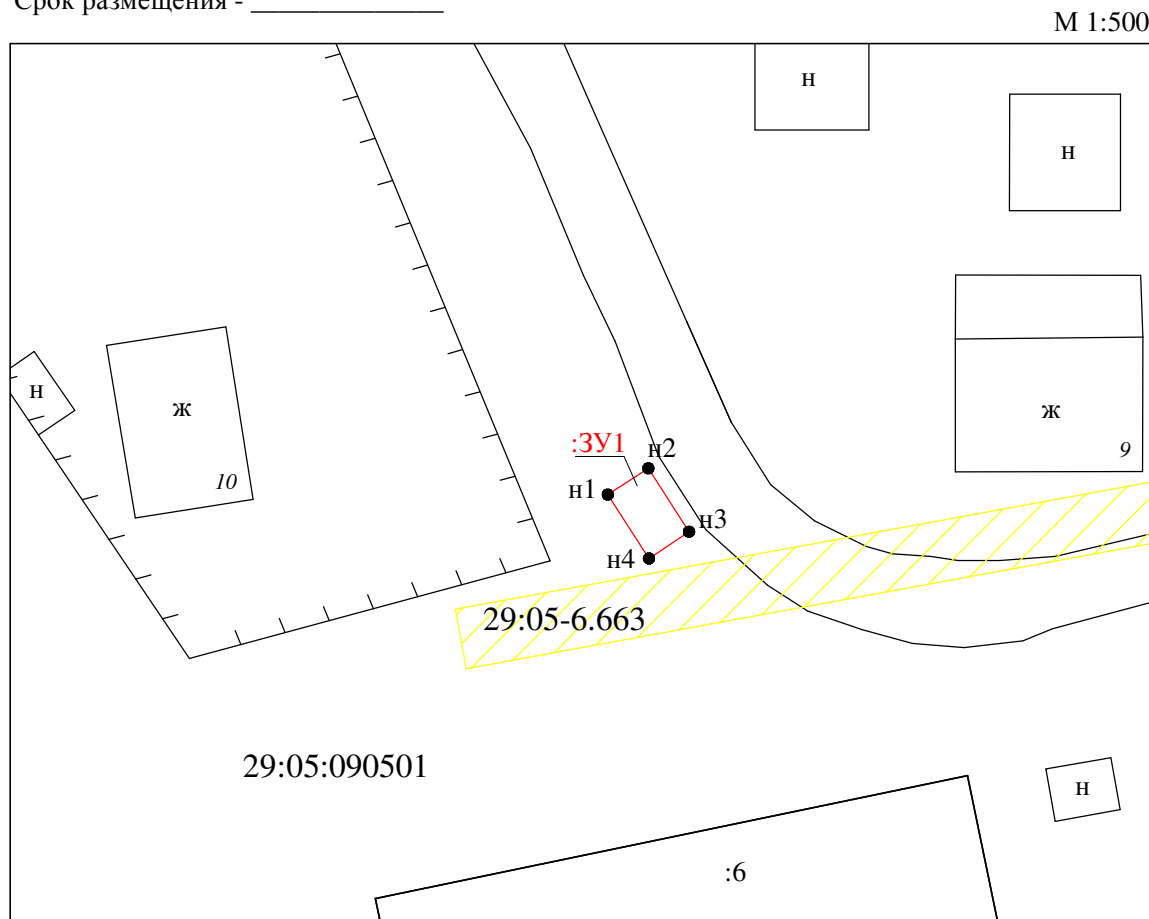 Срок размещения - _______________
М 1:500
н
н
н
ж
10
ж
9
:ЗУ1
н2
н1
н3
н4
29:05-6.663
29:05:090501
н
:6